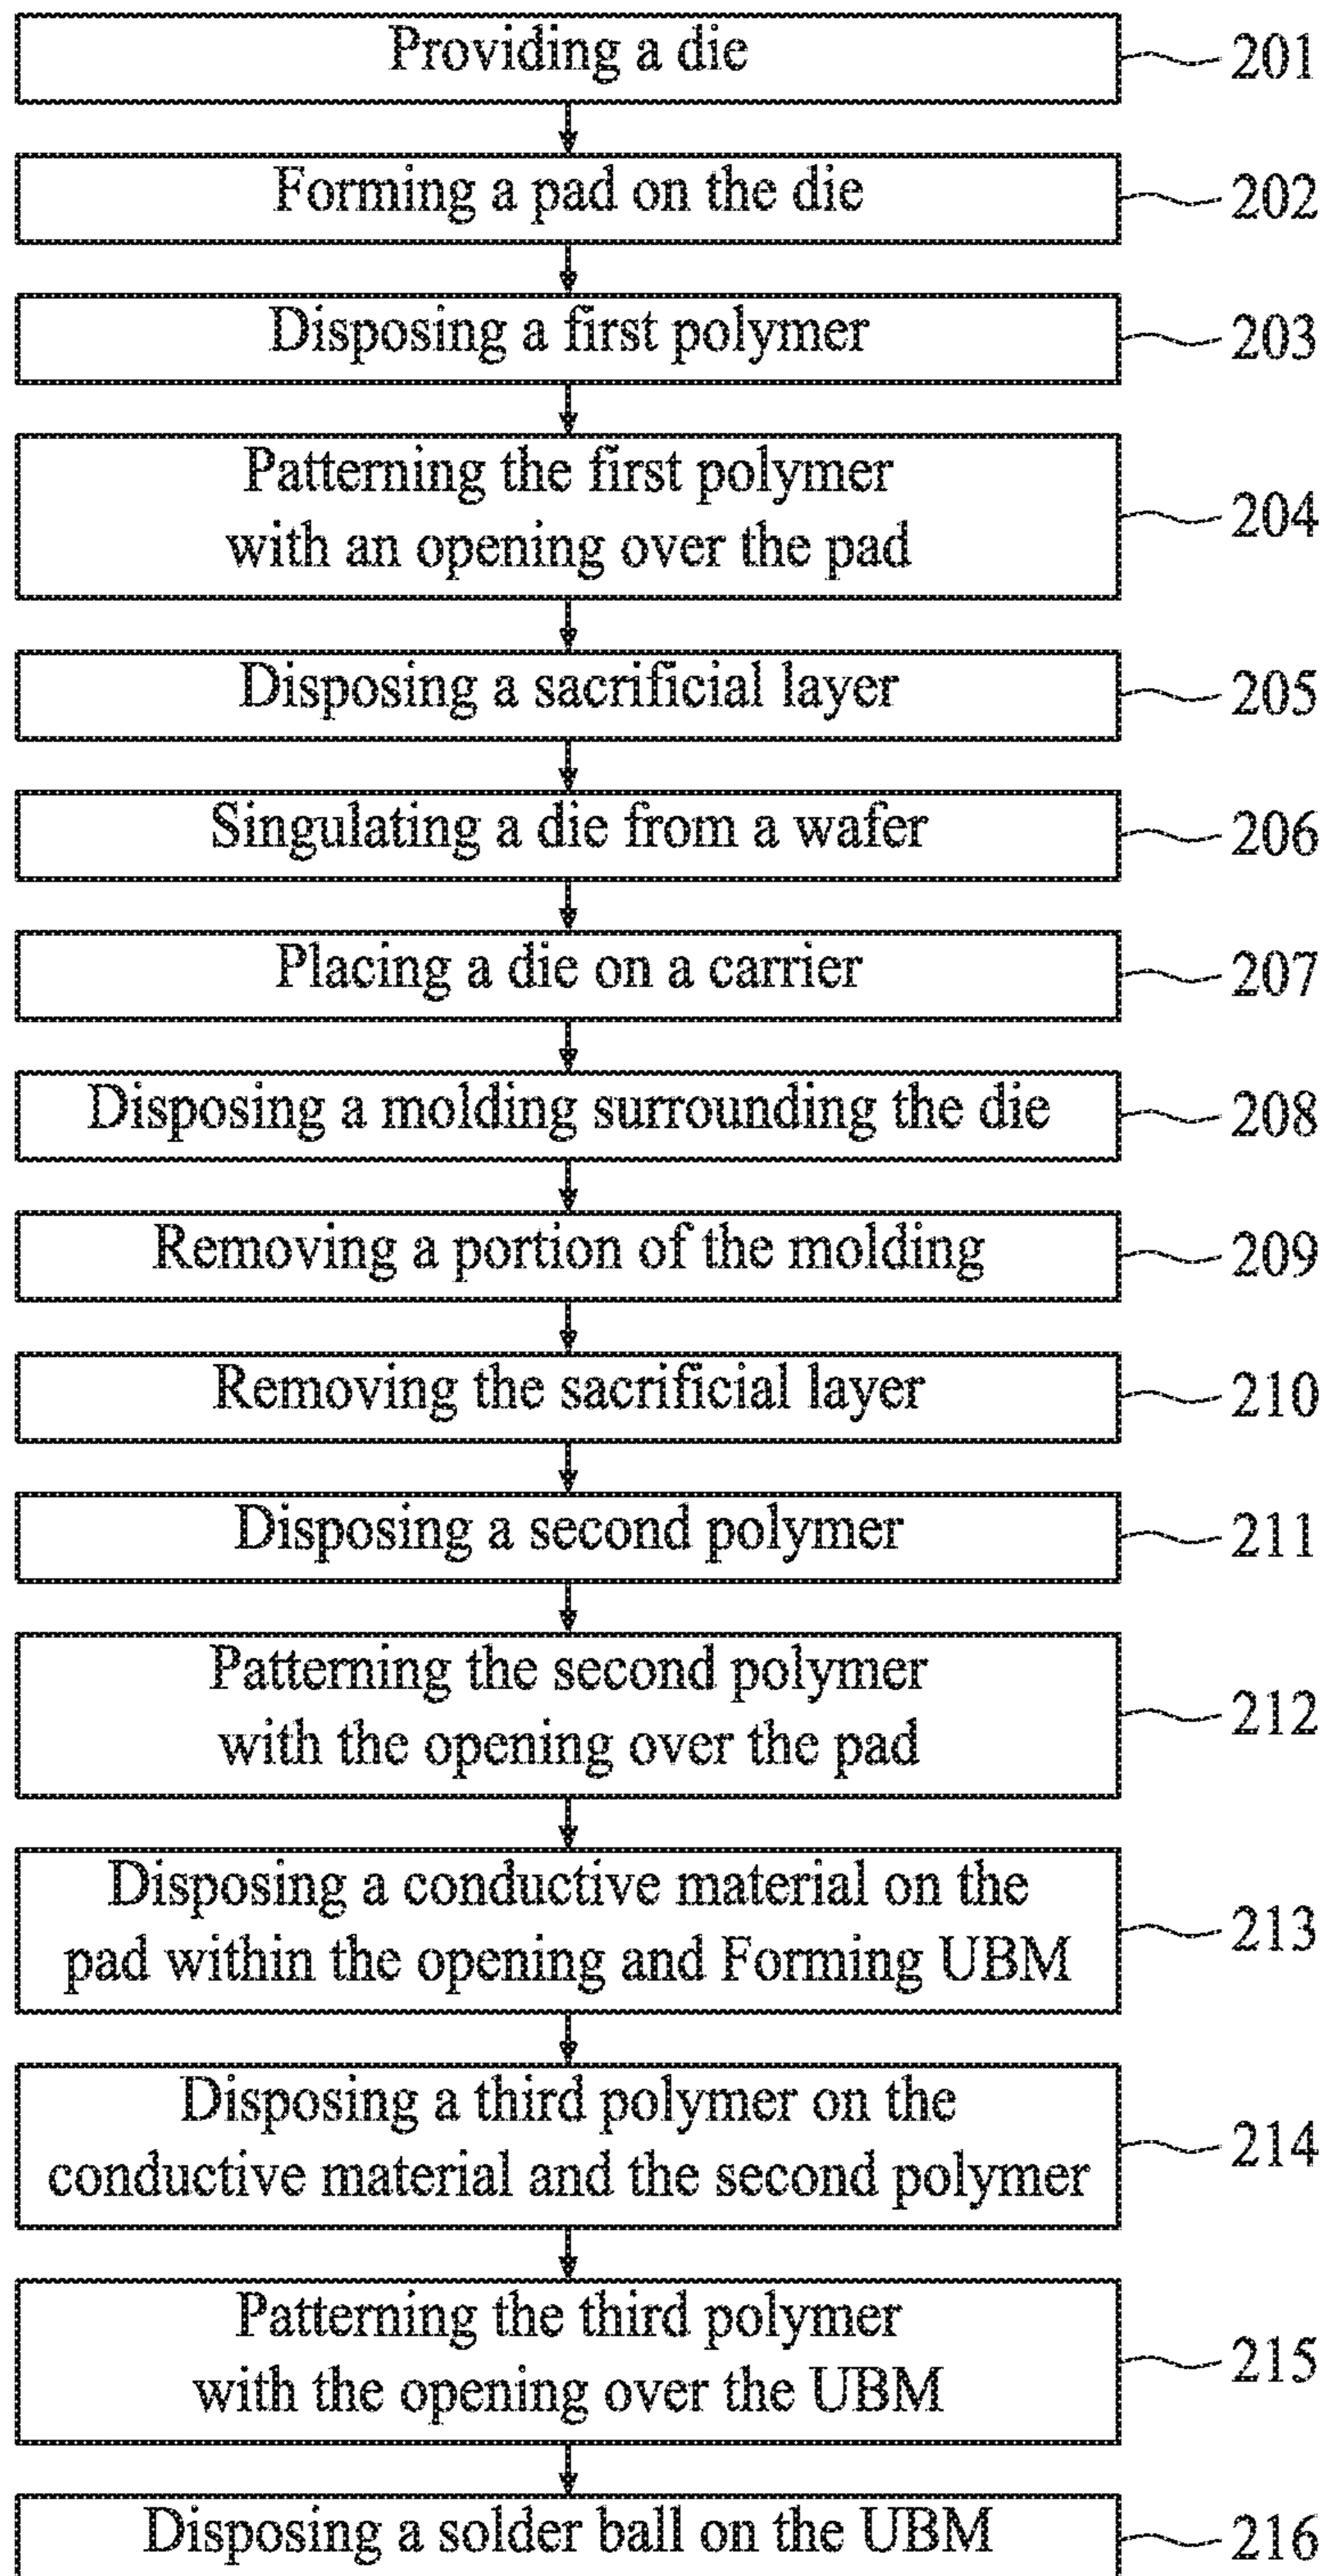 Providing a die
201
Forming a pad on the die
202
Disposing a first polymer
203
Patterning the first polymer
with an opening over the pad
204
Disposing a sacrificial layer
205
Singulating a die from a wafer
206
Placing a die on a carrier
207
Disposing a molding surrounding the die
208
Removing a portion of the molding
209
Removing the sacrificial layer
210
Disposing a second polymer
211
Patterning the second polymer
with the opening over the pad
212
Disposing a conductive material on the
pad within the opening and Forming UBM
213
Disposing a third polymer on the
conductive material and the second polymer
214
Patterning the third polymer
with the opening over the UBM
215
Disposing a solder ball on the UBM
216